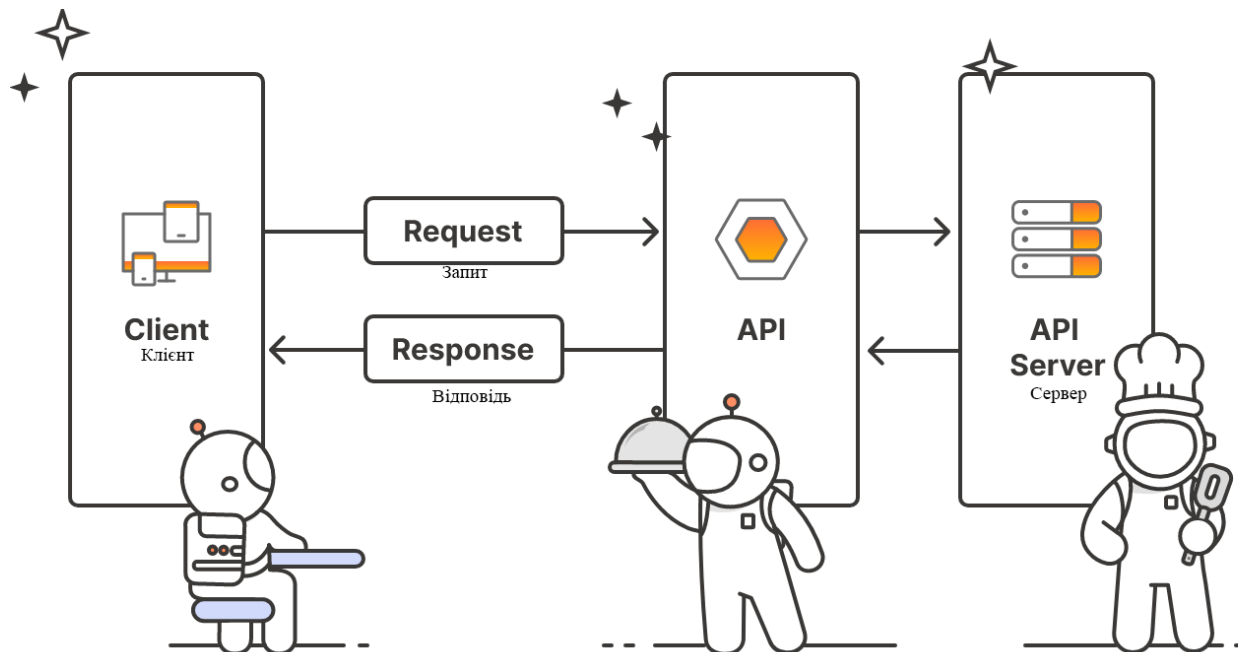 Request
Запит
Client
Клієнт
Response
Відповідь
API
API
Server
Сервер